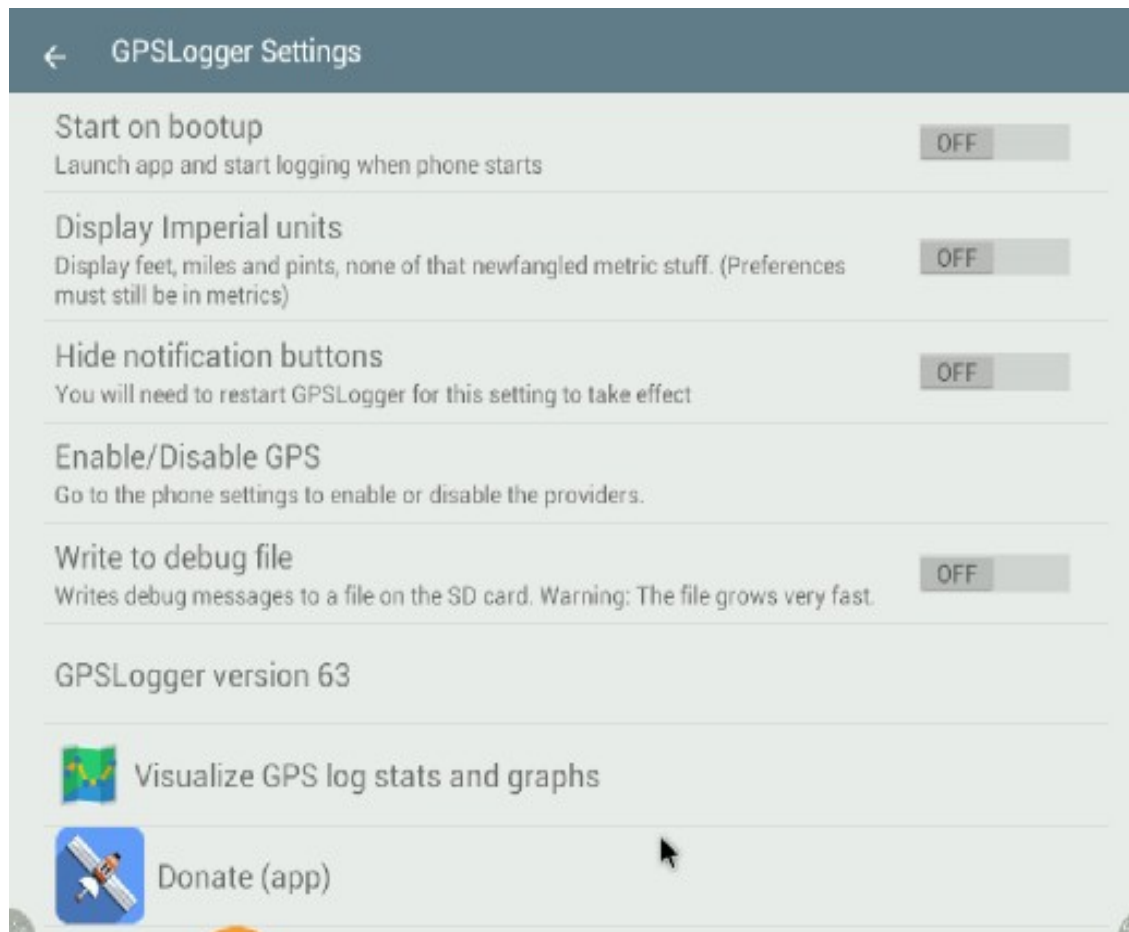 GPSLogger Settings
Start on bootup
Launch app and start logging when phone starts
OFF
Display Imperial units
Display feet, miles and pints, none of that newfangled metric stuff. (Preferences
must still be in metrics)
OFF
Hide notification buttons
You will need to restart GPSLogger for this setting to take effect
OFF
Enable/Disable GPS
Go to the phone settings to enable or disable the providers.
Write to debug file
Writes debug messages to a file on the SD card. Warning: The file grows very fast.
OFF
GPSLogger version 63
Visualize GPS log stats and graphs
Donate (app)